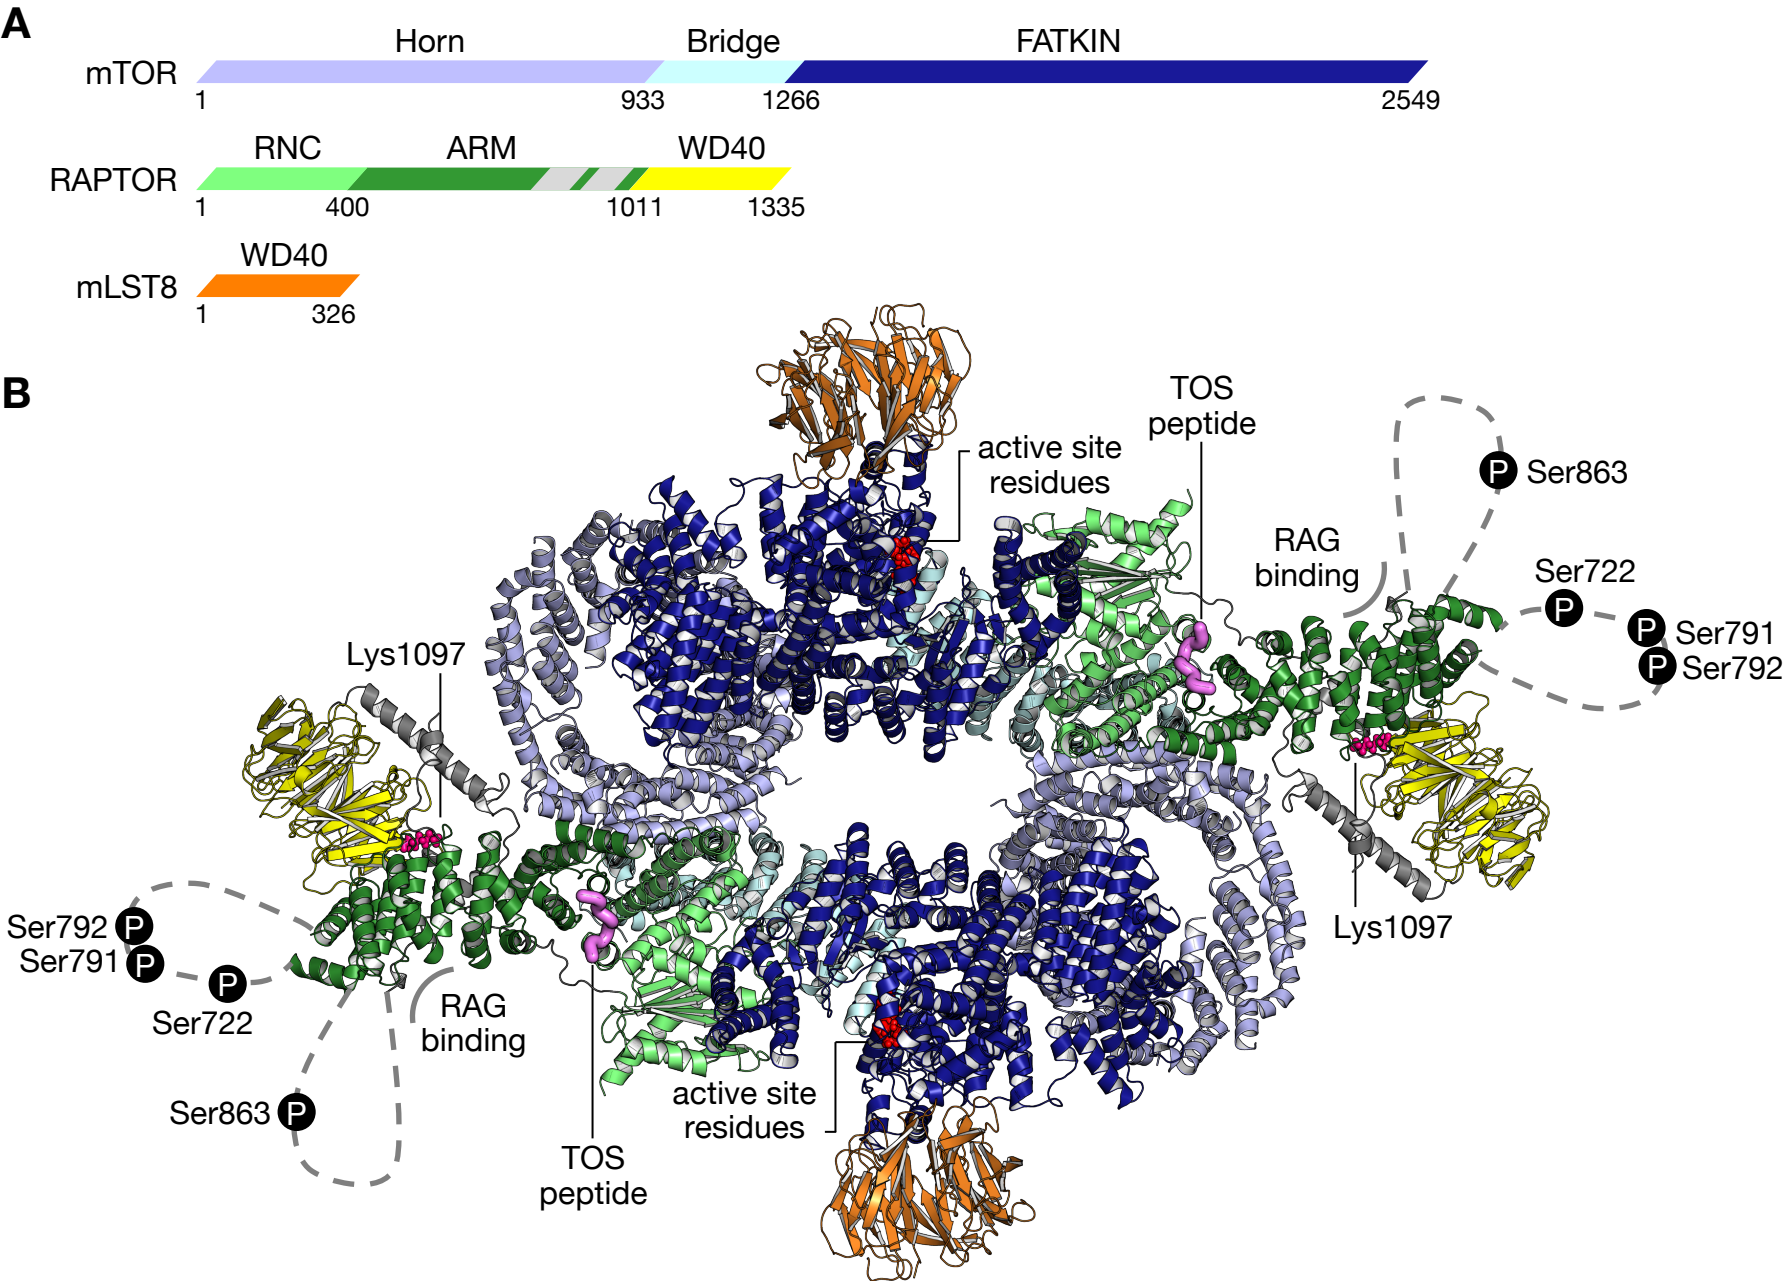 A
Horn Bridge FATKIN
mTOR
1 933 1266 2549
RNC ARM WD40
RAPTOR
1 400 1011 1335
WD40
mLST8
1 326
B
TOS
peptide
active site
residues
P Ser863
RAG
binding
Ser722
P
P Ser791
P Ser792
Lys1097
Lys1097
Ser792 P
Ser791 P
P
Ser722
RAG
binding
Ser863 P
active site
residues
TOS
peptide